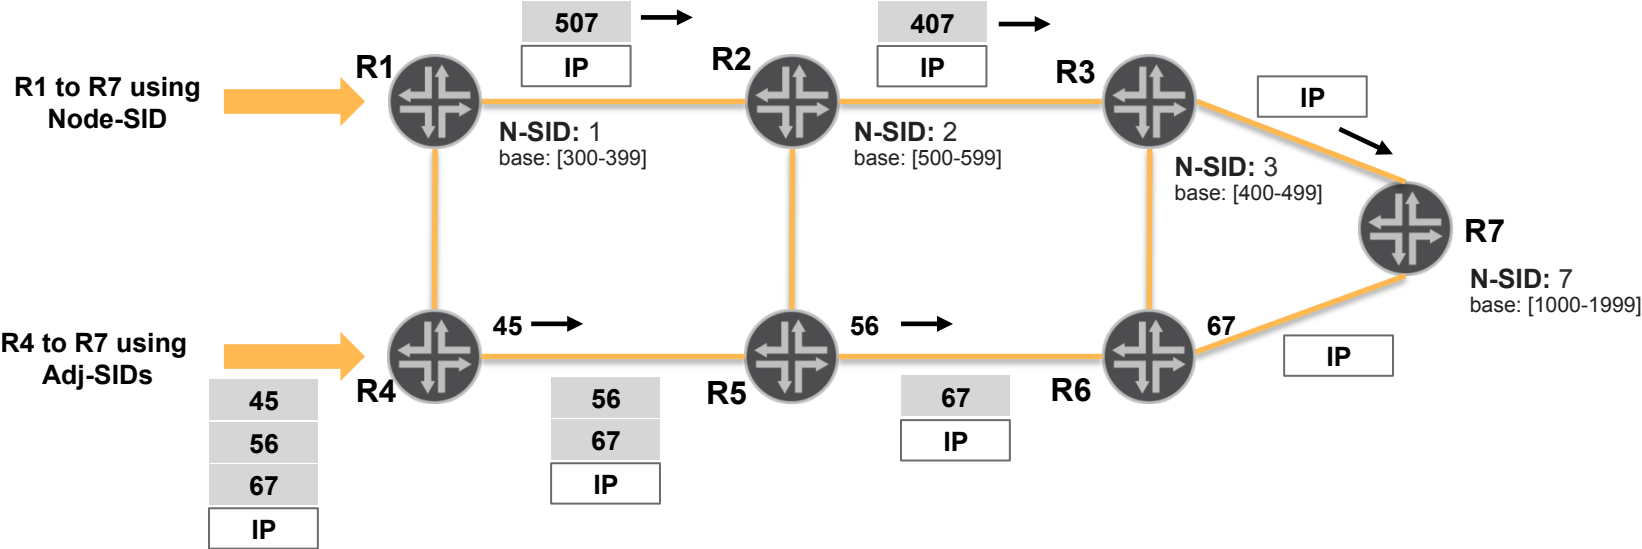 507
IP
407
IP
R1
R2
R3
R1 to R7 using
Node-SID
IP
N-SID: 1
base: [300-399]
N-SID: 2
base: [500-599]
N-SID: 3
base: [400-499]
R7
N-SID: 7
base: [1000-1999]
R4 to R7 using
Adj-SIDs
45
56
67
R4
R5
R6
IP
45
56
67
IP
56
67
IP
67
IP